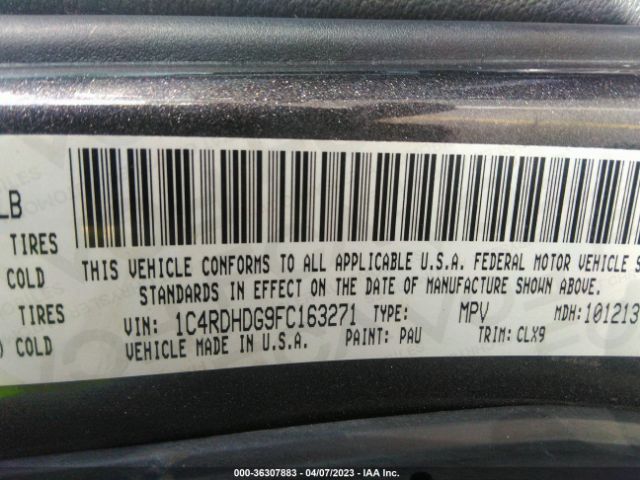 LB
TIRES
COLD
TIRES
) COLD
THIS VEHICLE CONFORMS TO ALL APPLICABLE U.S.A. FEDERAL MOTOR VEHICLE S
STANDARDS IN EFFECT ON THE DATE OF MANUFACTURE SHOWN ABOVE.
VIN: 1C4RDHDG9FC163271 TYPE: MPV MDH: 101213
VEHICLE MADE IN U.S.A. PAINT: PAU TRIM: CLX9
000-36307883 / 04/07/2023 - IAA Inc.